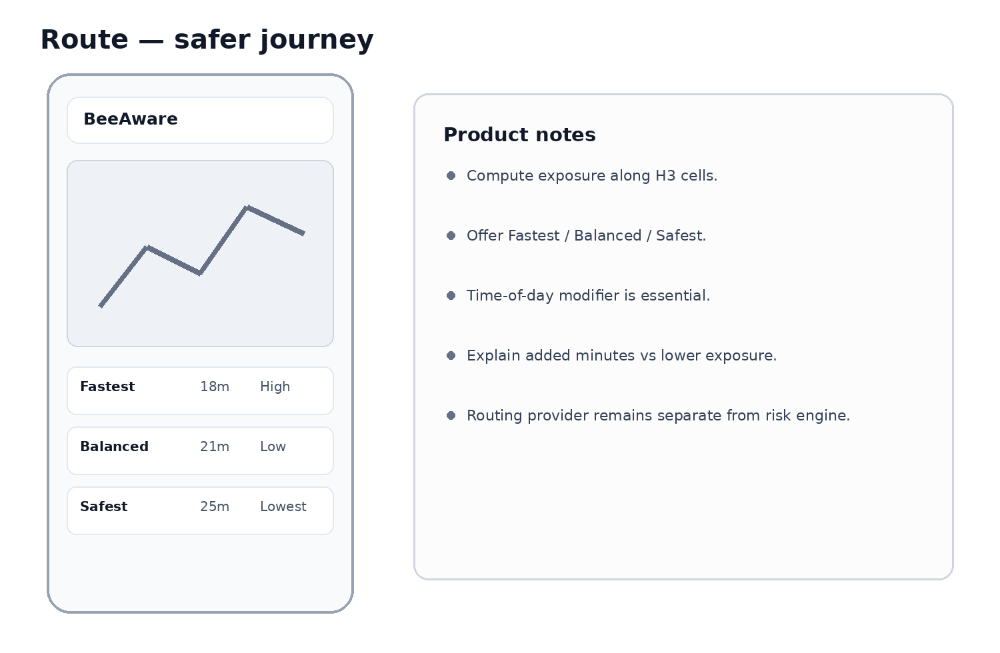 Route — safer journey
BeeAware
Fastest 18m High
Balanced 21m Low
Safest 25m Lowest
Product notes
Compute exposure along H3 cells.
Offer Fastest / Balanced / Safest.
Time-of-day modifier is essential.
Explain added minutes vs lower exposure.
Routing provider remains separate from risk engine.